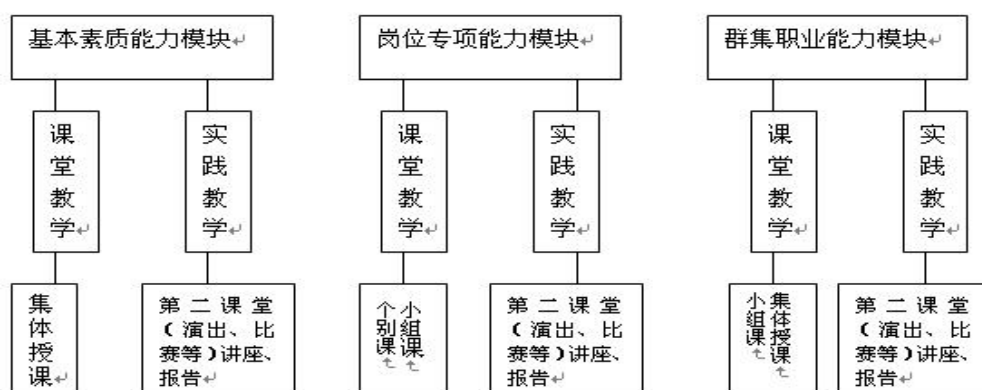 基本素质能力模块
岗位专项能力模块
群集职业能力模块
课堂教学
实践教学
课堂教学
实践教学
课堂教学
实践教学
集体授课
第二课堂
(演出、比
赛等)讲座、
报告
小组课
个别课
第二课堂
(演出、比
赛等)讲座、
报告
集体授课
小组课
第二课堂
(演出、比
赛等)讲座、
报告